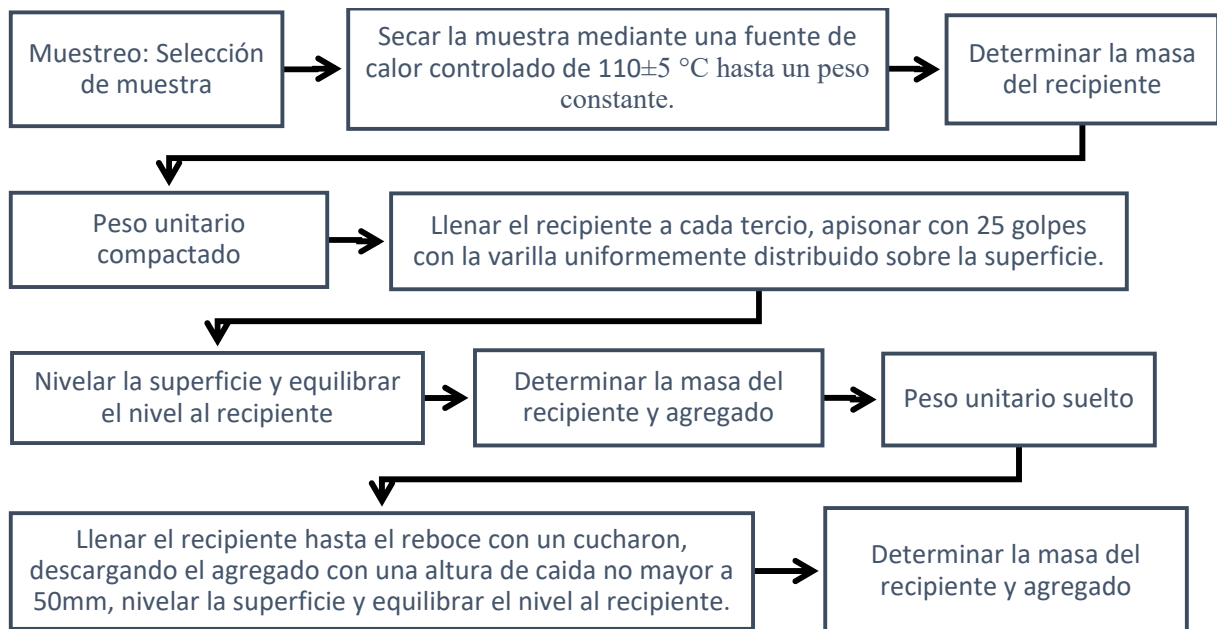 Muestreo: Selección
de muestra
Secar la muestra mediante una fuente de
calor controlado de 110±5 °C hasta un peso
constante.
Determinar la masa
del recipiente
Peso unitario
compactado
Llenar el recipiente a cada tercio, apisonar con 25 golpes
con la varilla uniformemente distribuido sobre la superficie.
Nivelar la superficie y equilibrar
el nivel al recipiente
Determinar la masa del
recipiente y agregado
Peso unitario suelto
Llenar el recipiente hasta el reboce con un cucharon,
descargando el agregado con una altura de caida no mayor a
50mm, nivelar la superficie y equilibrar el nivel al recipiente.
Determinar la masa del
recipiente y agregado